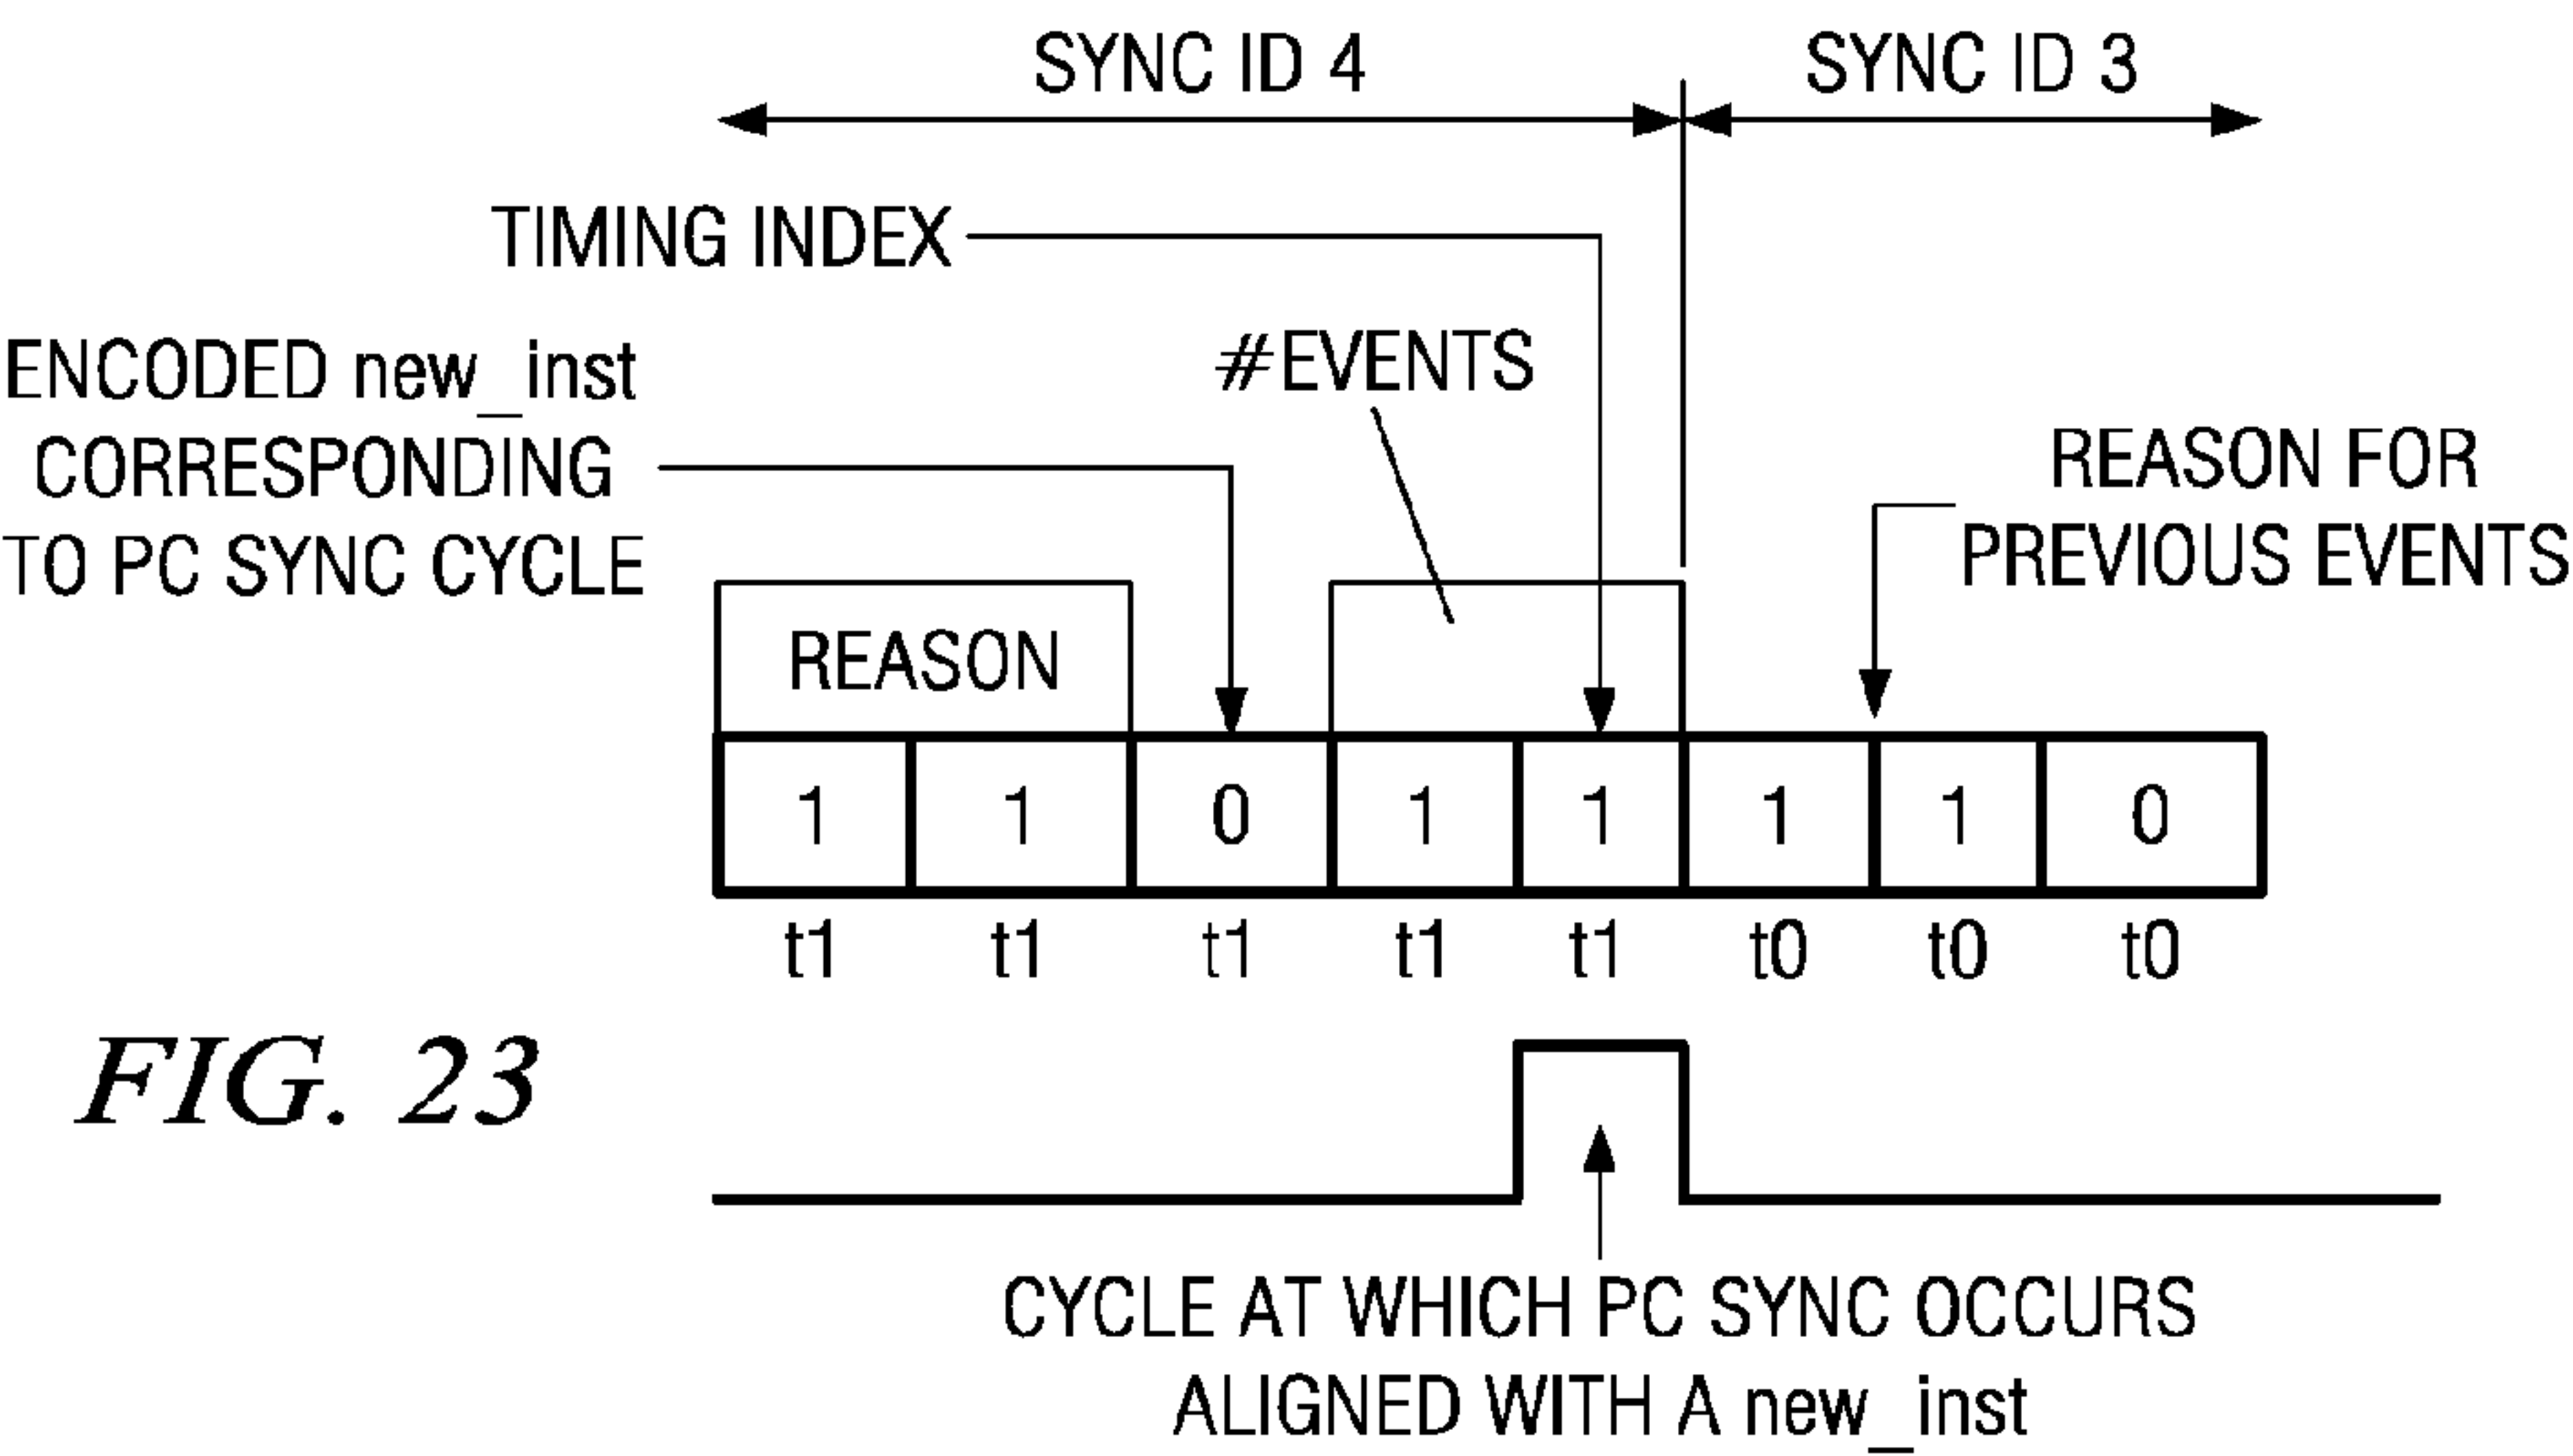 SYNC ID 4
SYNC ID 3
TIMING INDEX
#EVENTS
ENCODED new_inst
CORRESPONDING
TO PC SYNC CYCLE
REASON FOR
PREVIOUS EVENTS
REASON
1 1 0 1 1 1 1 0
t1 t1 t1 t1 t1 t0 t0 t0
FIG. 23
CYCLE AT WHICH PC SYNC OCCURS
ALIGNED WITH A new_inst